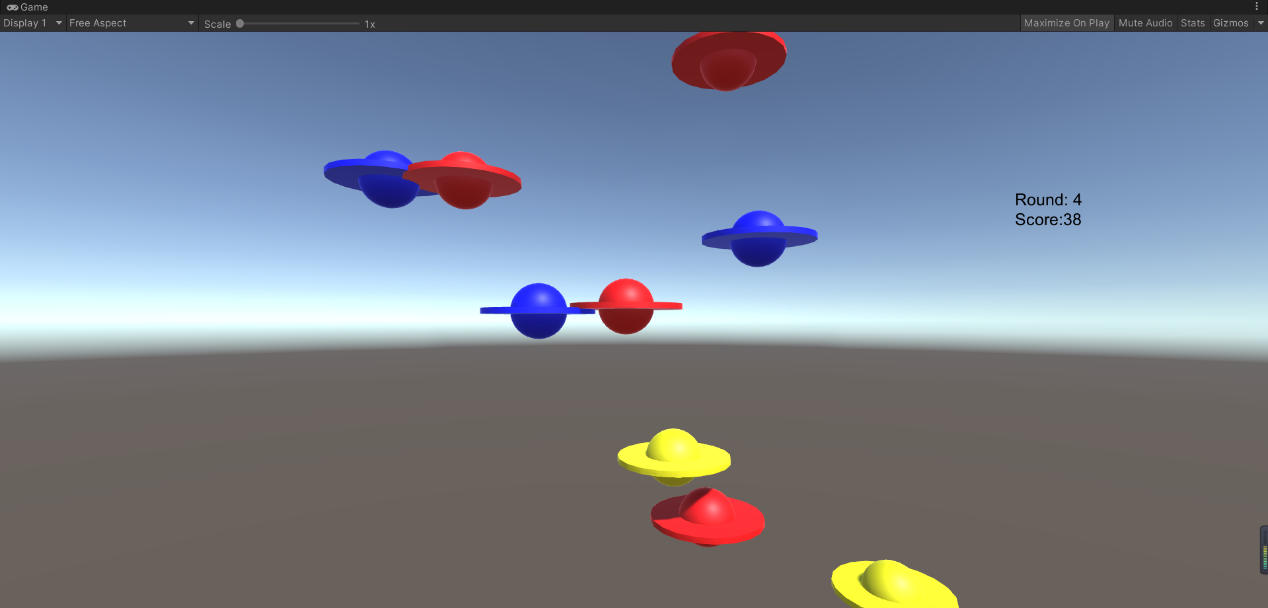 Game
Display 1 Free Aspect Scale 1x Maximize On Play Mute Audio Stats Gizmos
Round: 4
Score:38